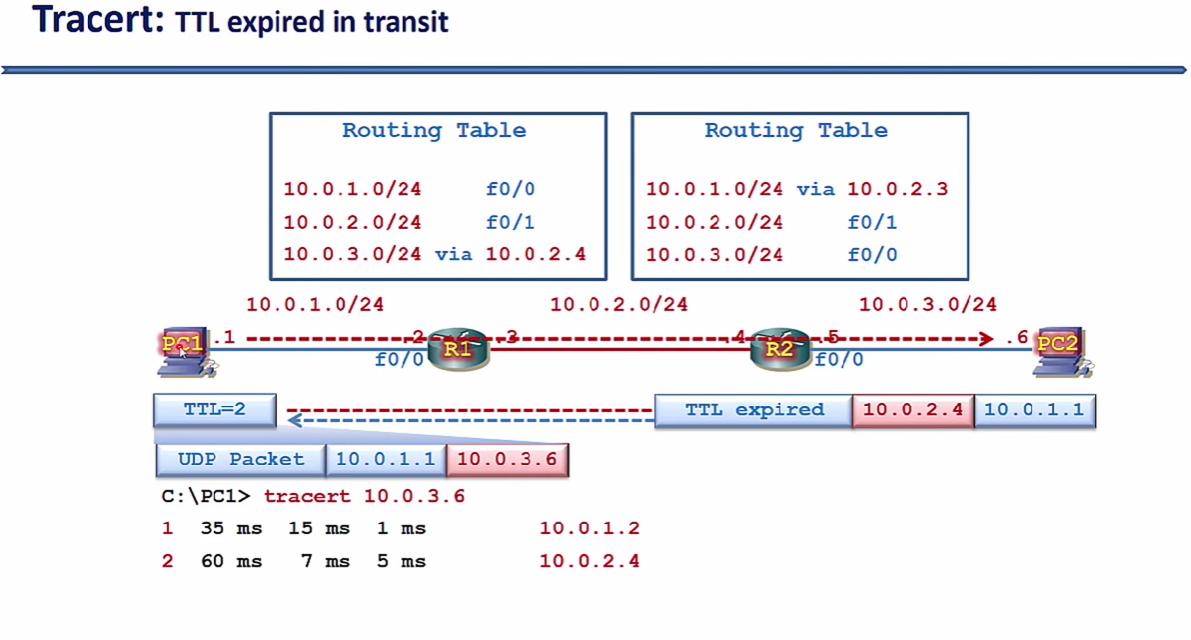 Tracert: TTL expired in transit
Routing Table
10.0.1.0/24 f0/0
10.0.2.0/24 f0/1
10.0.3.0/24 via 10.0.2.4
Routing Table
10.0.1.0/24 via 10.0.2.3
10.0.2.0/24 f0/1
10.0.3.0/24 f0/0
10.0.1.0/24 10.0.2.0/24 10.0.3.0/24
PC1 .1 .2 R1 .3 .4 R2 .5 .6 PC2
f0/0 f0/0
TTL=2 TTL expired 10.0.2.4 10.0.1.1
UDP Packet 10.0.1.1 10.0.3.6
C:\PC1> tracert 10.0.3.6
1 35 ms 15 ms 1 ms 10.0.1.2
2 60 ms 7 ms 5 ms 10.0.2.4